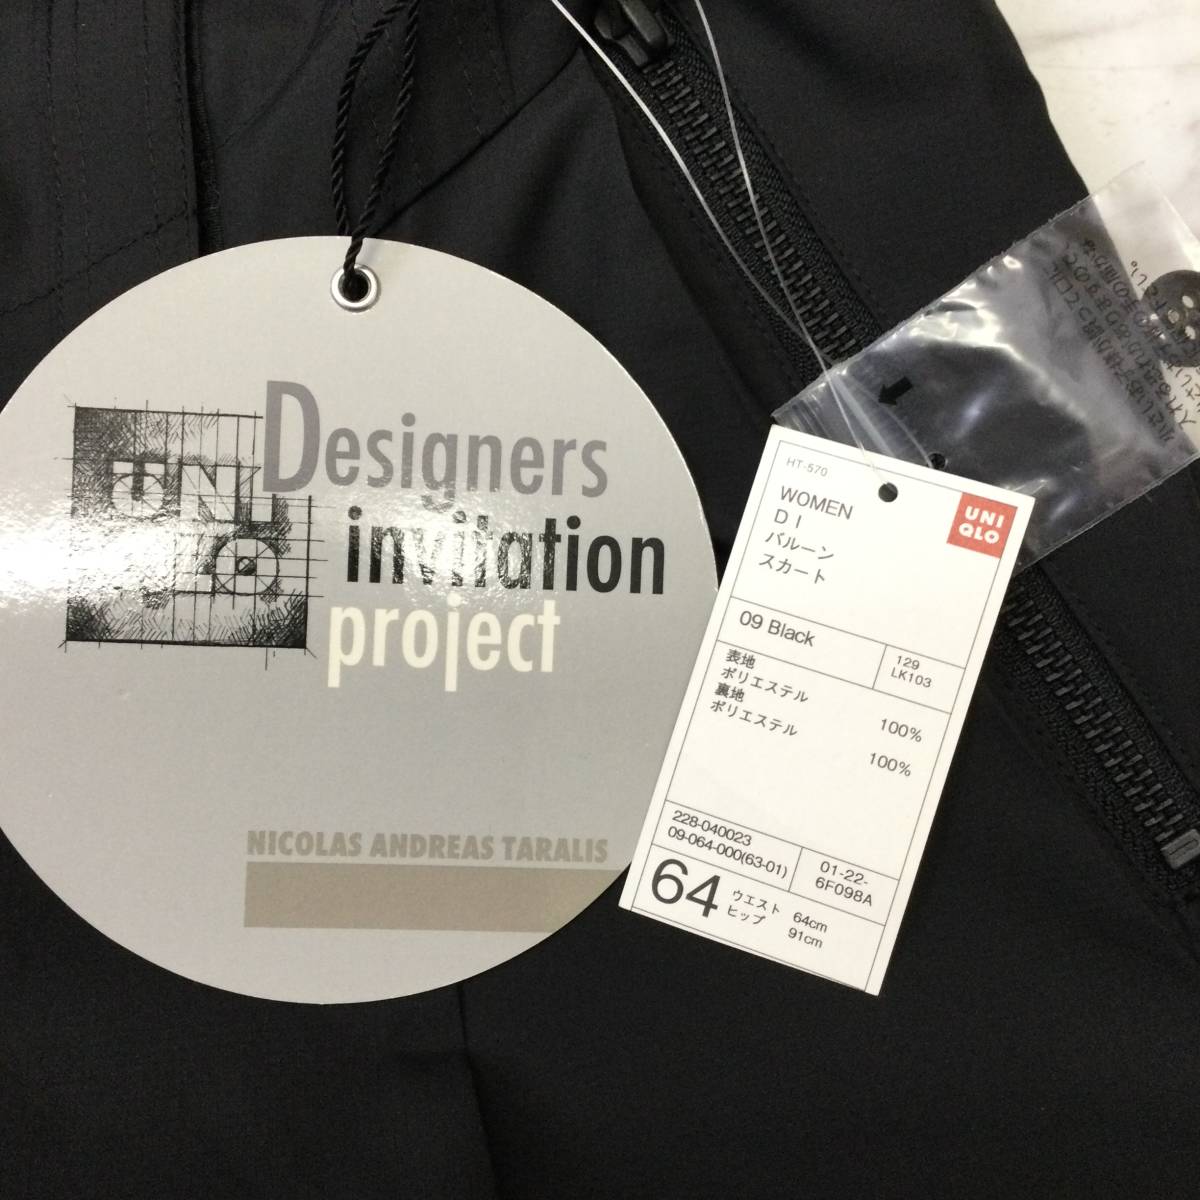 UNI
QLO
Designers
invitation
project
NICOLAS ANDREAS TARALIS
HT-570
UNI
QLO
WOMEN
DI
バルーン
スカート
09 Black
129
LK103
表地
ポリエステル 100%
裏地
ポリエステル 100%
228-040023
09-064-000(63-01)
01-22-
6F098A
64
ウエスト 64cm
ヒップ 91cm